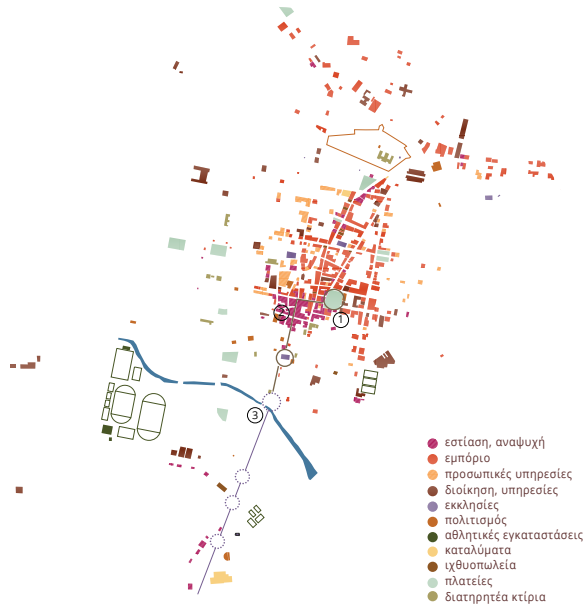 2
1
3
εστίαση, αναψυχή
εμπόριο
προσωπικές υπηρεσίες
διοίκηση, υπηρεσίες
εκκλησίες
πολιτισμός
αθλητικές εγκαταστάσεις
καταλύματα
ιχθυοπωλεία
πλατείες
διατηρητέα κτίρια